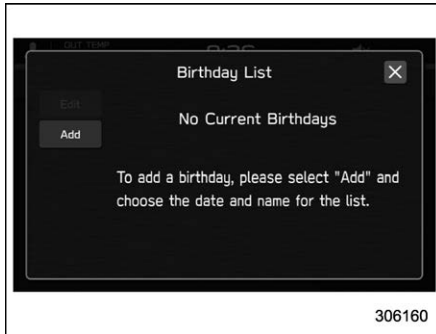 OUT TEMP
Birthday List
Edit
No Current Birthdays
Add
To add a birthday, please select "Add" and
choose the date and name for the list.
306160